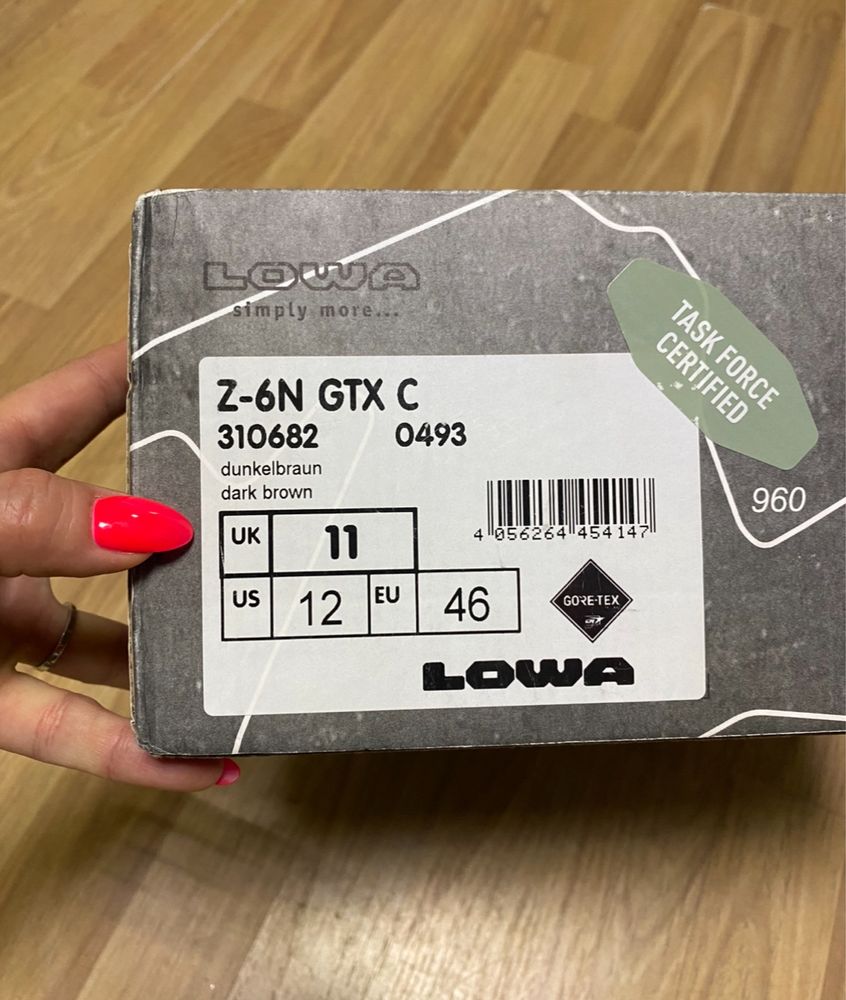 LOWA
simply more...
TASK FORCE
CERTIFIED
Z-6N GTX C
310682 0493
dunkelbraun
dark brown
960
4 056264 454147
UK 11
US 12 EU 46
GORE-TEX
LOWA